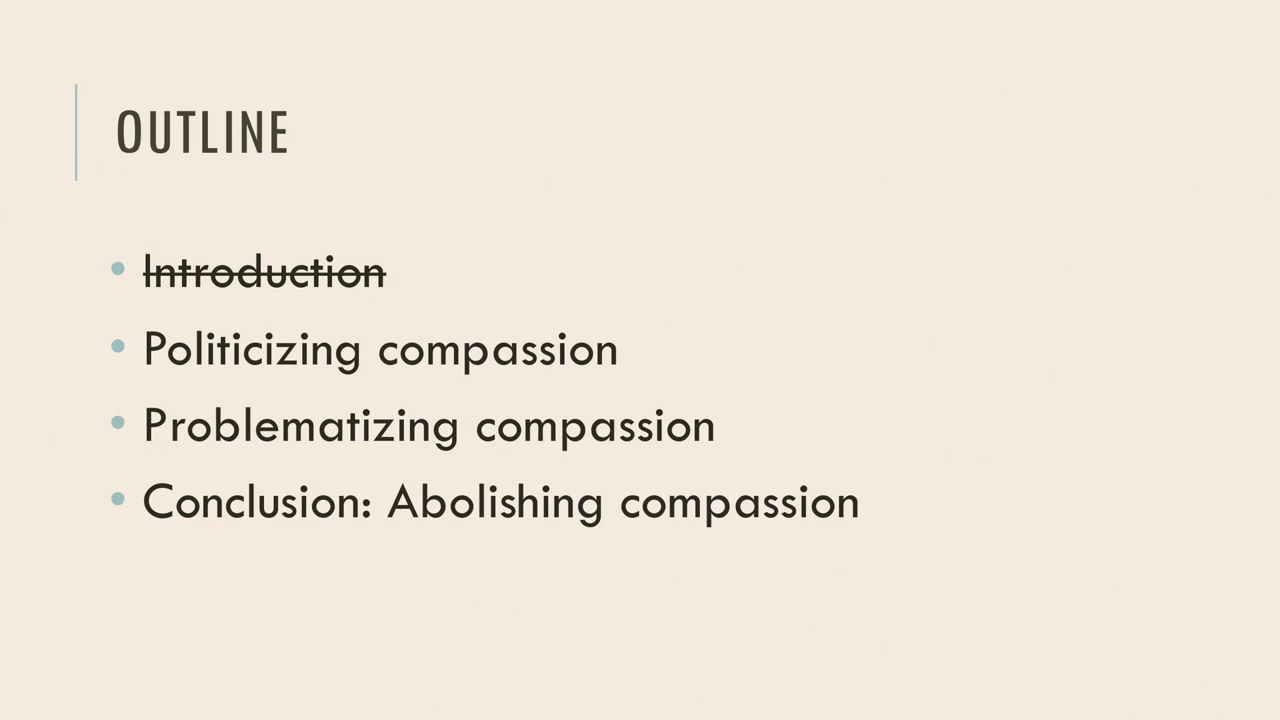 OUTLINE
Introduction
Politicizing compassion
Problematizing compassion
Conclusion: Abolishing compassion